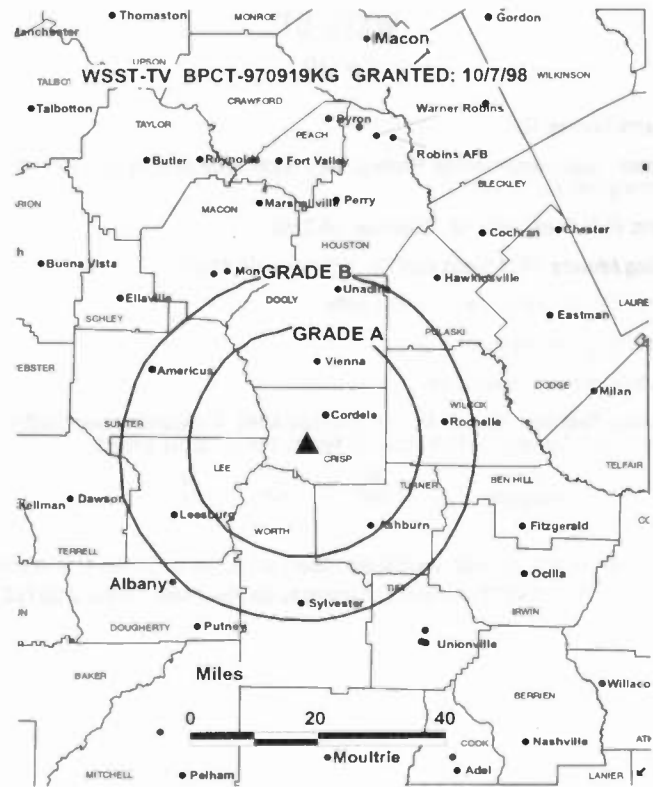 Thomaston
MONROE
Gordon
Macon
UPSON
WSST-TV BPCT-970919KG GRANTED: 10/7/98
WILKINSON
CRAWFORD
Talbotton
Warner Robins
TAYLOR
Byron
PEACH
Robins AFB
Butler
Reynolds
Fort Valley
BLECKLEY
MACON
Marshallville
Perry
HOUSTON
Cochran
Chester
Buena Vista
GRADE B
Hawkinsville
DOOLY
Unadilla
Ellaville
SCHLEY
Eastman
GRADE A
PULASKI
Vienna
Americus
DODGE
Milan
Cordele
WILCOX
Rochelle
SUMTER
CRISP
LEE
TELFAIR
BEN HILL
TURNER
Dawson
Leesburg
WORTH
Ashburn
Fitzgerald
TERRELL
Albany
Ocilla
Sylvester
IRWIN
DOUGHERTY
Putney
Unionville
BAKER
Miles
BERRIEN
0 20 40
COOK
Nashville
Moultrie
MITCHELL
Pelham
Adel
LANIER